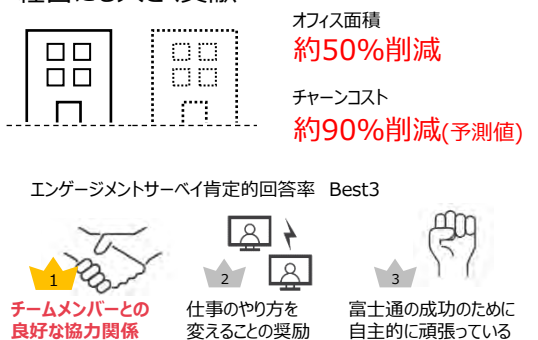 オフィス面積
約50%削減
チャーンコスト
約90%削減(予測値)
エンゲージメントサーベイ肯定的回答率 Best3
1
チームメンバーとの
良好な協力関係
2
仕事のやり方を
変えることの奨励
3
富士通の成功のために
自主的に頑張っている